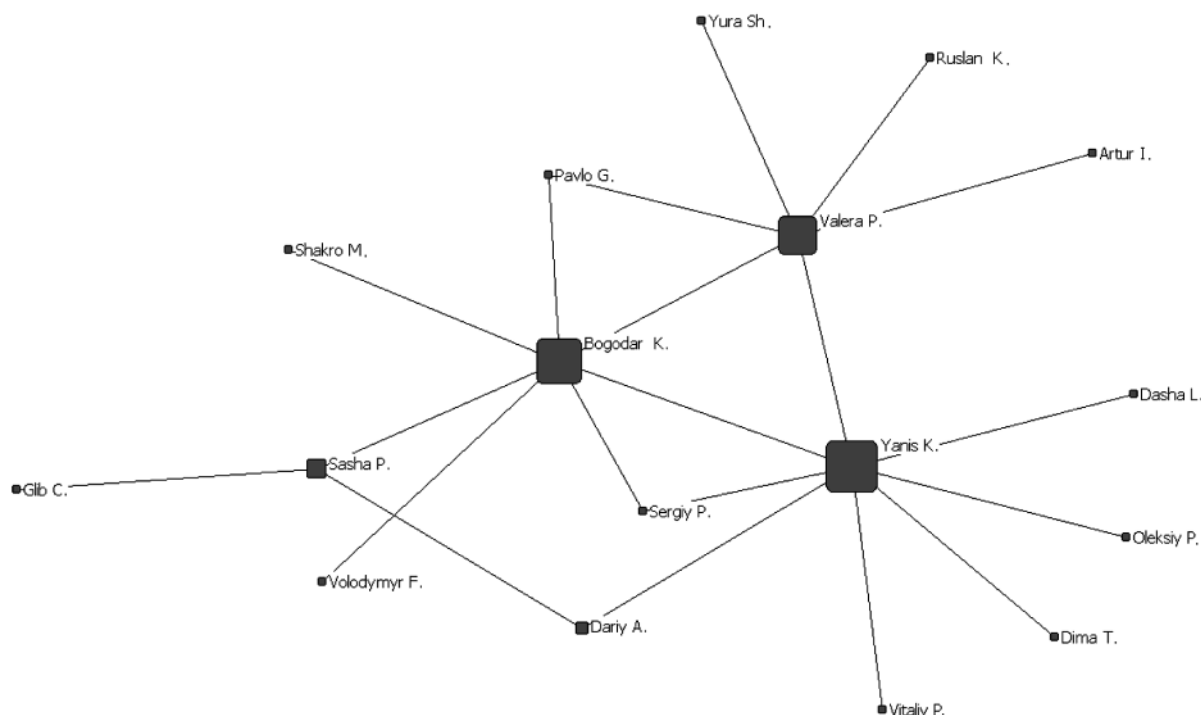 Yura Sh.
Ruslan K.
Artur I.
Pavlo G.
Valera P.
Shakro M.
Bogodar K.
Dasha L.
Yanis K.
Sasha P.
Glib C.
Sergiy P.
Oleksiy P.
Volodymyr F.
Dariy A.
Dima T.
Vitaliy P.